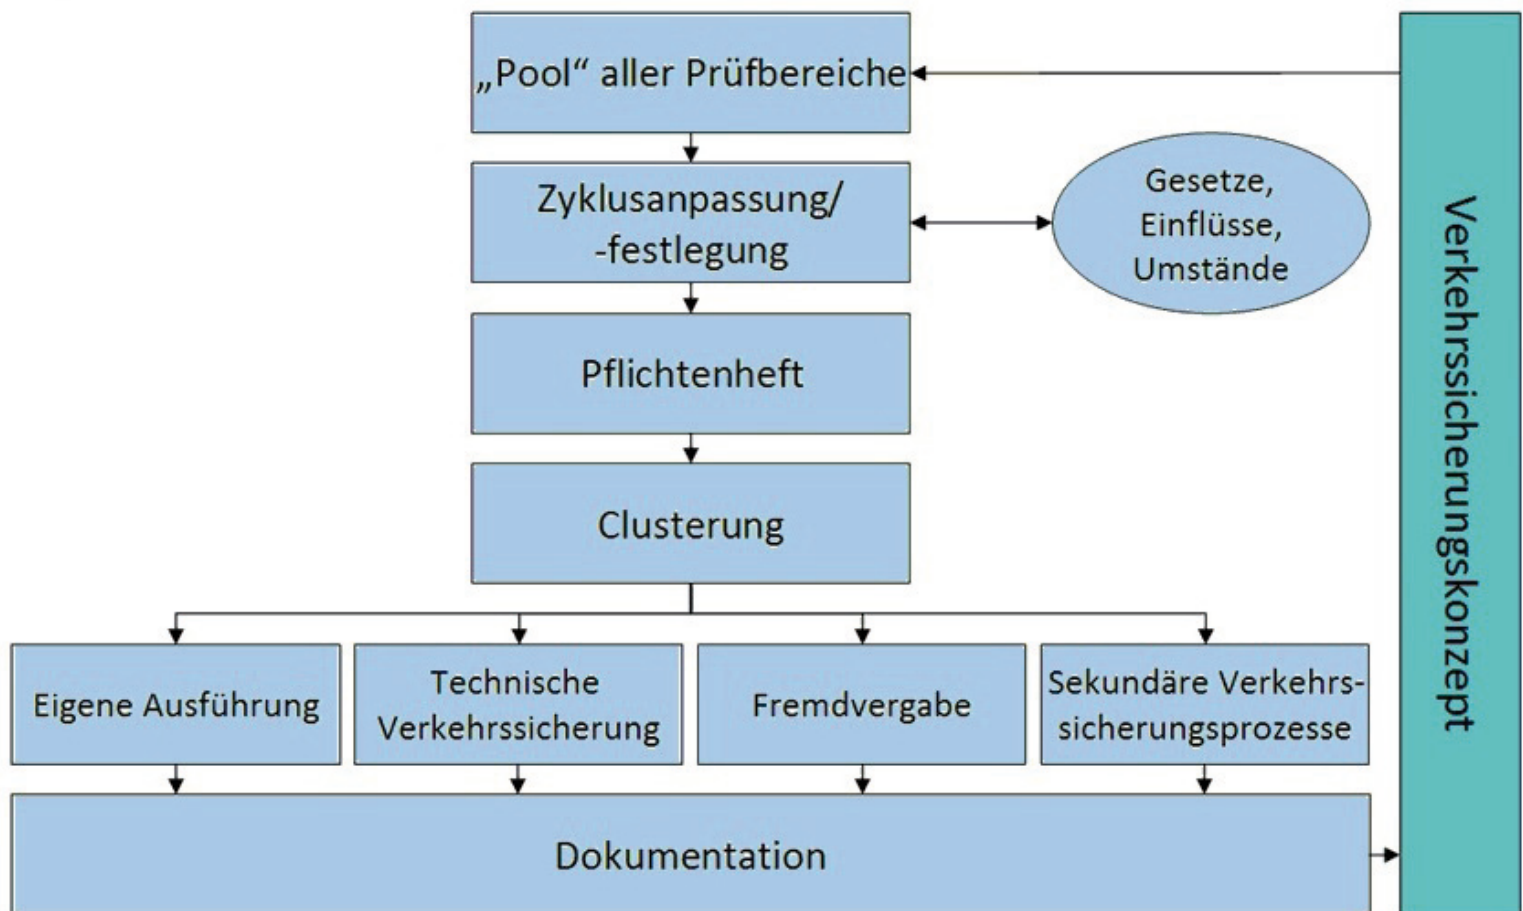 „Pool“ aller Prüfbereiche
Zyklusanpassung/
-festlegung
Gesetze,
Einflüsse,
Umstände
Pflichtenheft
Clusterung
Eigene Ausführung
Technische
Verkehrssicherung
Fremdvergabe
Sekundäre Verkehrs-
sicherungsprozesse
Dokumentation
Verkehrssicherungskonzept